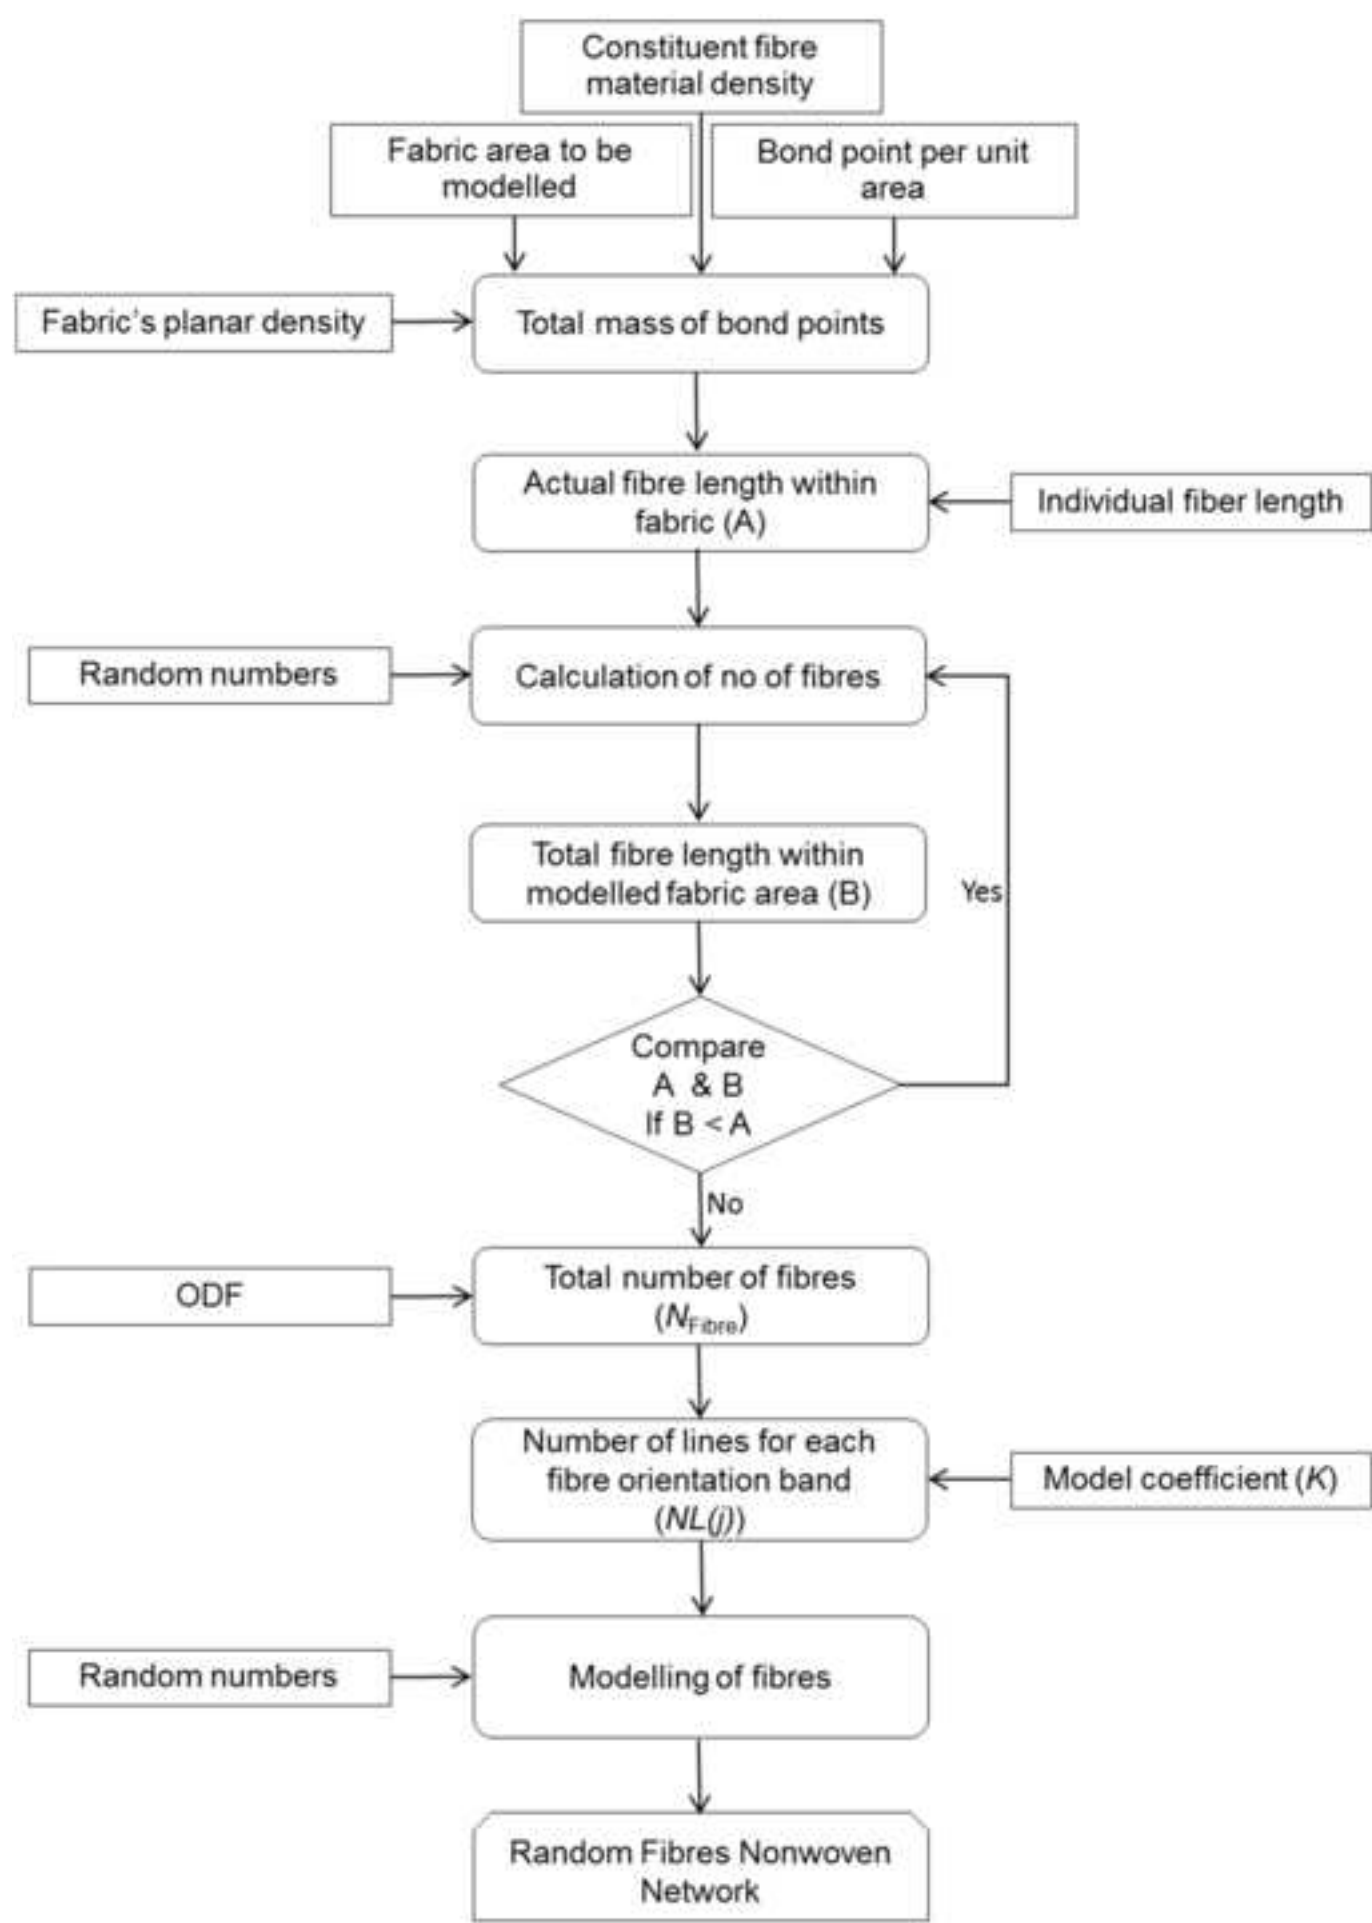 Constituent fibre
material density
Fabric area to be
modelled
Bond point per unit
area
Fabric's planar density
Total mass of bond points
Actual fibre length within
fabric (A)
Individual fiber length
Random numbers
Calculation of no of fibres
Total fibre length within
modelled fabric area (B)
Yes
Compare
A & B
If B < A
No
ODF
Total number of fibres
(NFibre)
Number of lines for each
fibre orientation band
(NL(j))
Model coefficient (K)
Random numbers
Modelling of fibres
Random Fibres Nonwoven
Network